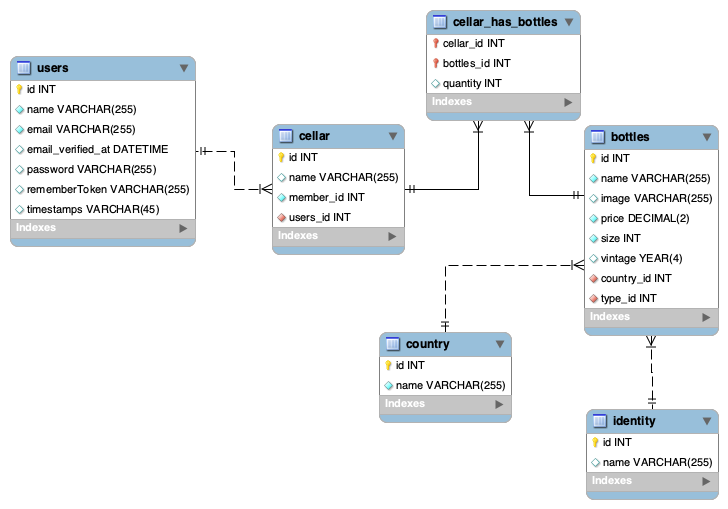 cellar_has_bottles
cellar_id INT
bottles_id INT
quantity INT
Indexes
users
id INT
name VARCHAR(255)
email VARCHAR(255)
email_verified_at DATETIME
password VARCHAR(255)
rememberToken VARCHAR(255)
timestamps VARCHAR(45)
Indexes
cellar
id INT
name VARCHAR(255)
member_id INT
users_id INT
Indexes
bottles
id INT
name VARCHAR(255)
image VARCHAR(255)
price DECIMAL(2)
size INT
vintage YEAR(4)
country_id INT
type_id INT
Indexes
country
id INT
name VARCHAR(255)
Indexes
identity
id INT
name VARCHAR(255)
Indexes